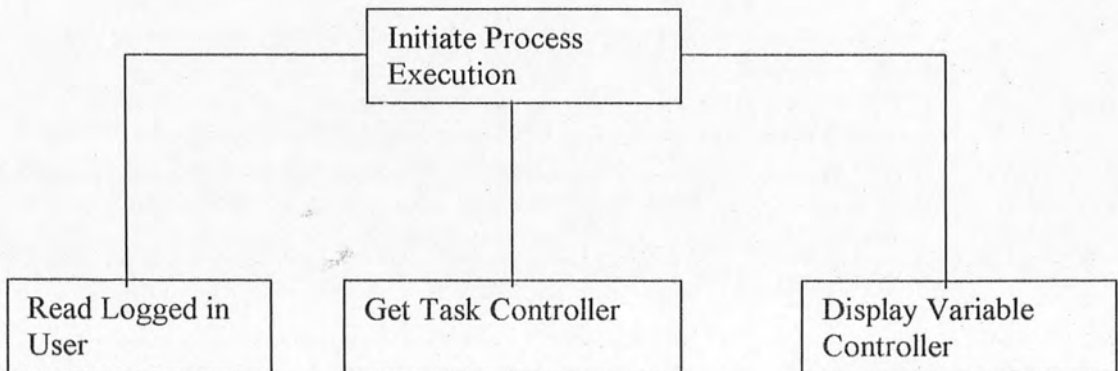 Initiate Process
Execution
Read Logged in
User
Get Task Controller
Display Variable
Controller